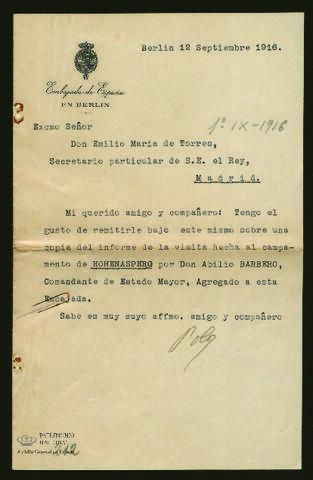 Berlin 12 Septiembre 1916.
Embajada de España
EN BERLIN
Excmo Señor
1º IX-1916
Don Emilio María de Torres,
Secretario particular de S.E. el Rey,
Madrid.
Mi querido amigo y compañero: Tengo el
gusto de remitirle bajo este mismo sobre una
copia del informe de la visita hecha al campa-
mento de HOHENASPERG por Don Abilio BARBERO,
Comandante de Estado Mayor, Agregado a esta
Embajada.
Sabe es muy suyo affmo. amigo y compañero
Polo
PATRIMONIO
NACIONAL